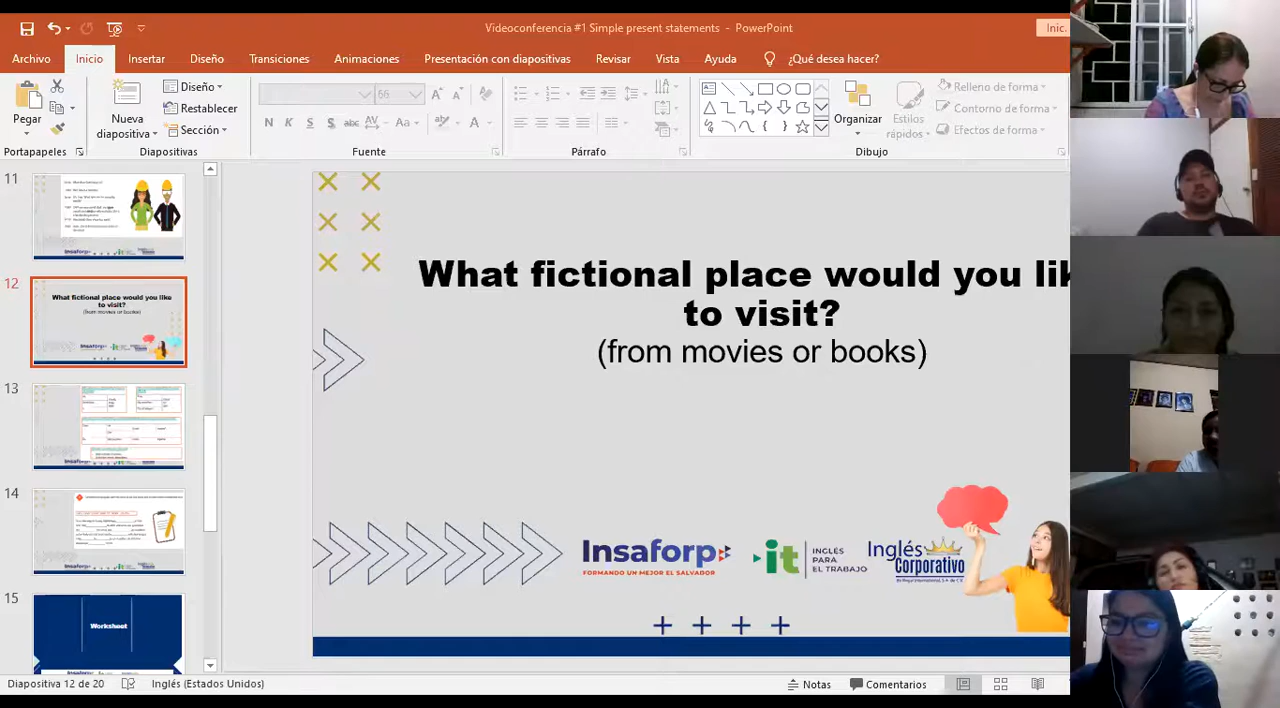 Videoconferencia #1 Simple present statements - PowerPoint
Inic.
Archivo Inicio Insertar Diseño Transiciones Animaciones Presentación con diapositivas Revisar Vista Ayuda ¿Qué desea hacer?
Pegar
Nueva
diapositiva
Diseño
Restablecer
Sección
56
N K S S abc AV Aa A
Organizar
Estilos
rápidos
Relleno de forma
Contorno de forma
Efectos de forma
Portapapeles Diapositivas Fuente Párrafo Dibujo
11
12
What fictional place would you like
to visit?
(from movies or books)
13
14
15
Worksheet
What fictional place would you lik
to visit?
(from movies or books)
Insaforp
FORMANDO UN MEJOR EL SALVADOR
it
INGLÉS
PARA
EL TRABAJO
Inglés
Corporativo
Diapositiva 12 de 20 Inglés (Estados Unidos) Notas Comentarios